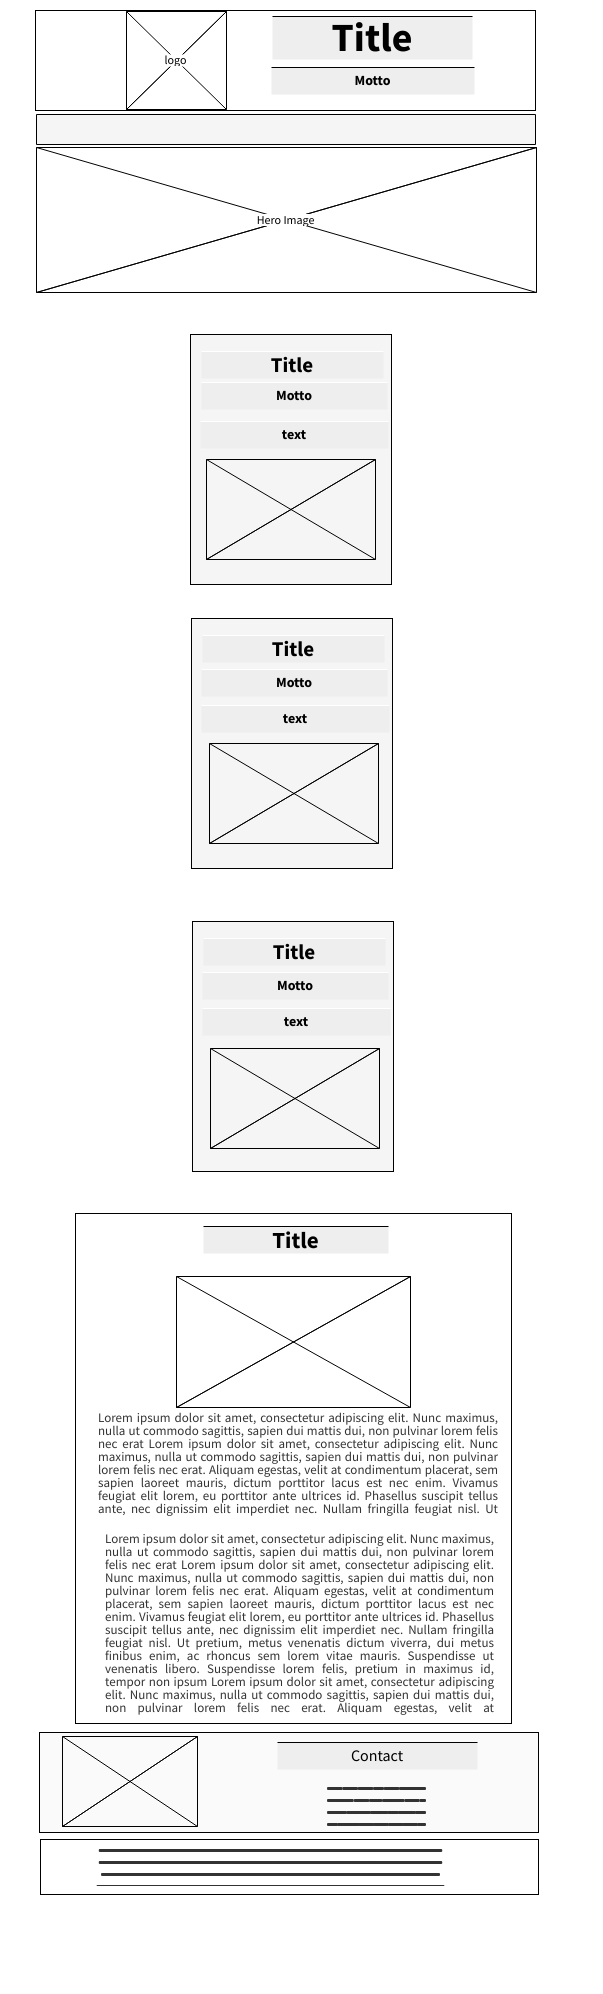 logo
Title
Motto
Hero Image
Title
Motto
text
Title
Motto
text
Title
Motto
text
Title
Lorem ipsum dolor sit amet, consectetur adipiscing elit. Nunc maximus,
nulla ut commodo sagittis, sapien dui mattis dui, non pulvinar lorem felis
nec erat Lorem ipsum dolor sit amet, consectetur adipiscing elit. Nunc
maximus, nulla ut commodo sagittis, sapien dui mattis dui, non pulvinar
lorem felis nec erat. Aliquam egestas, velit at condimentum placerat, sem
sapien laoreet mauris, dictum porttitor lacus est nec enim. Vivamus
feugiat elit lorem, eu porttitor ante ultrices id. Phasellus suscipit tellus
ante, nec dignissim elit imperdiet nec. Nullam fringilla feugiat nisl. Ut
Lorem ipsum dolor sit amet, consectetur adipiscing elit. Nunc maximus,
nulla ut commodo sagittis, sapien dui mattis dui, non pulvinar lorem
felis nec erat Lorem ipsum dolor sit amet, consectetur adipiscing elit.
Nunc maximus, nulla ut commodo sagittis, sapien dui mattis dui, non
pulvinar lorem felis nec erat. Aliquam egestas, velit at condimentum
placerat, sem sapien laoreet mauris, dictum porttitor lacus est nec
enim. Vivamus feugiat elit lorem, eu porttitor ante ultrices id. Phasellus
suscipit tellus ante, nec dignissim elit imperdiet nec. Nullam fringilla
feugiat nisl. Ut pretium, metus venenatis dictum viverra, dui metus
finibus enim, ac rhoncus sem lorem vitae mauris. Suspendisse ut
venenatis libero. Suspendisse lorem felis, pretium in maximus id,
tempor non ipsum Lorem ipsum dolor sit amet, consectetur adipiscing
elit. Nunc maximus, nulla ut commodo sagittis, sapien dui mattis dui,
non pulvinar lorem felis nec erat. Aliquam egestas, velit at
Contact